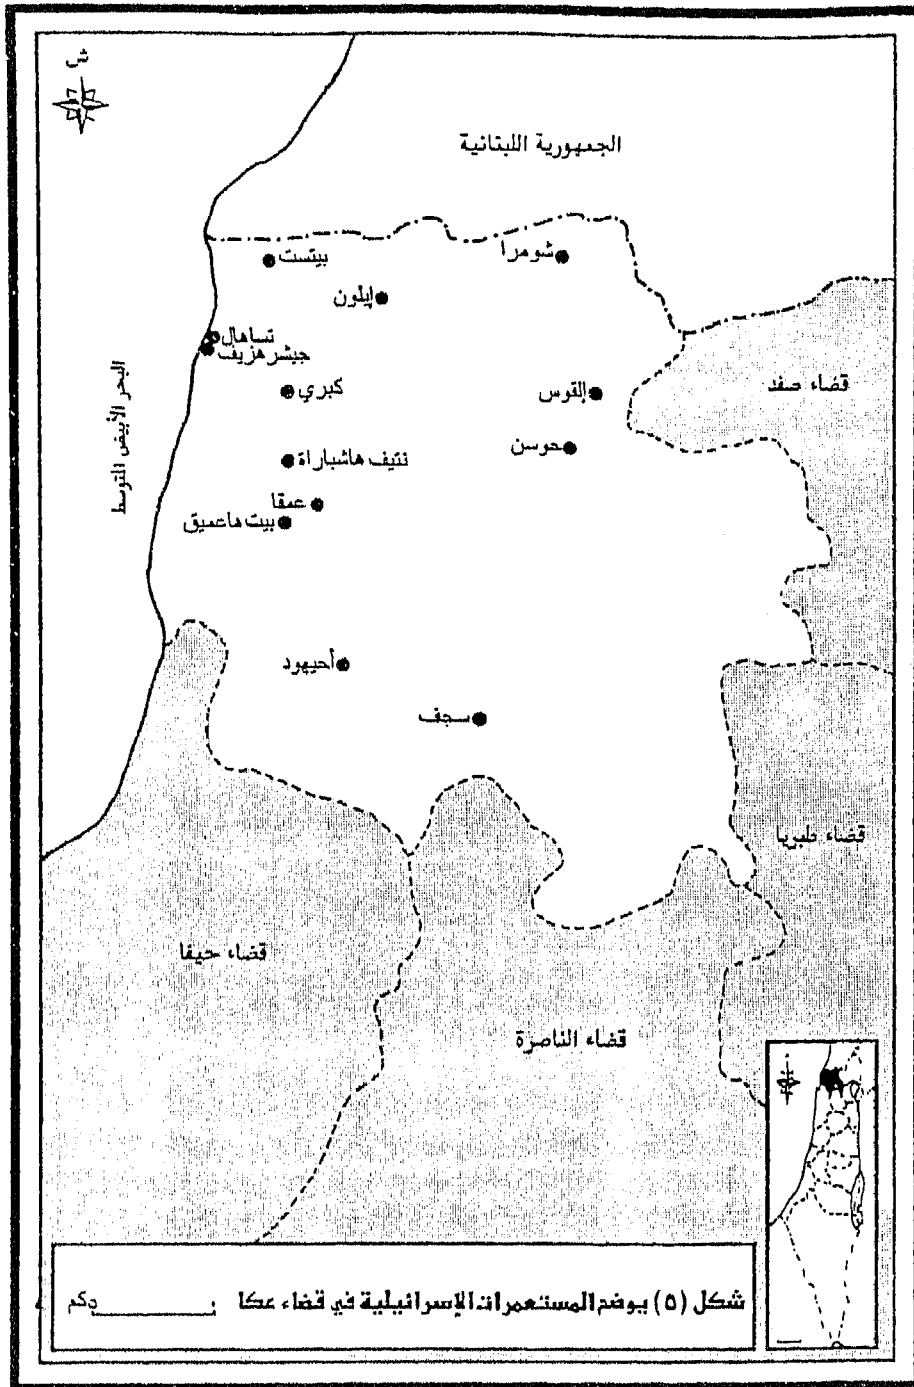 ش
الجمهورية اللبنانية
شومرا
بيتست
إيلون
تساهال
جيشر هزيف
البحر الأبيض المتوسط
كبري
إلقوس
قضاء صفد
حوسن
نتيف هاشباراة
عمقا
بيت هاعميق
أحيهود
سجف
قضاء طبريا
قضاء حيفا
قضاء الناصرة
شكل (٥) يوضح المستعمرات الإسرائيلية في قضاء عكا
كم